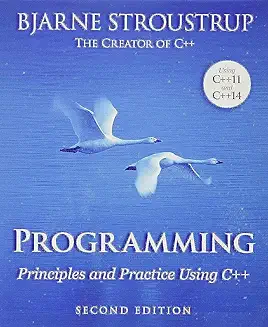 BJARNE STROUSTRUP
THE CREATOR OF C++
Using
C++11
and
C++14
PROGRAMMING
Principles and Practice Using C++
SECOND EDITION